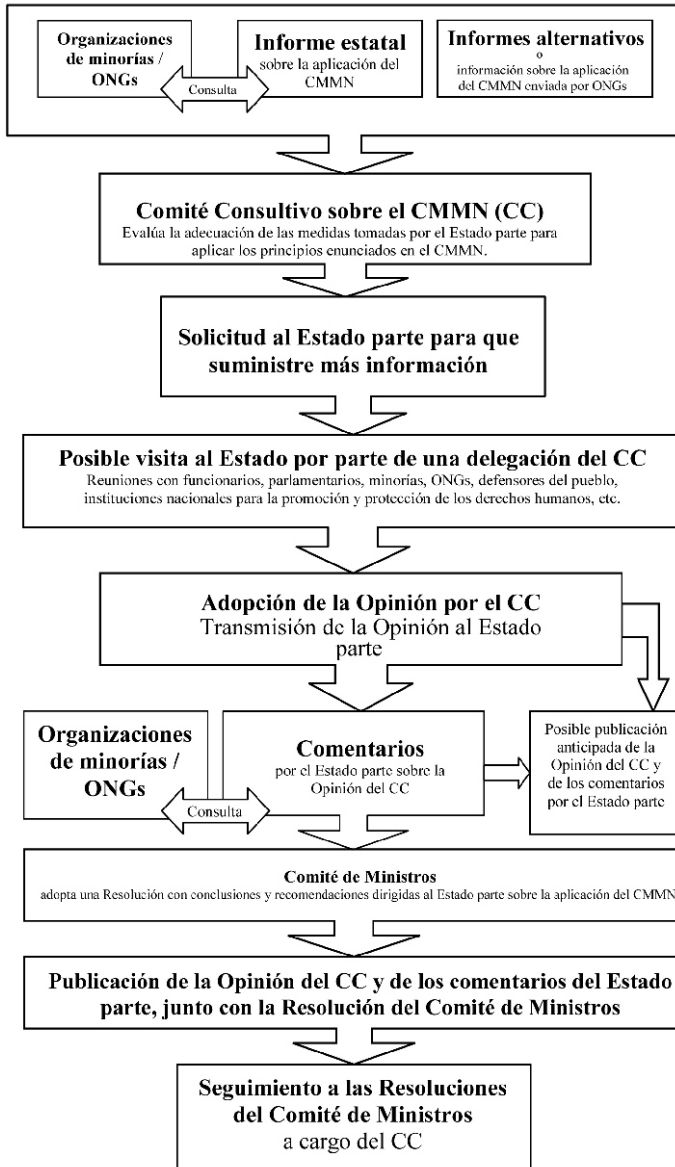 Organizaciones
de minorías /
ONGs
Consulta
Informe estatal
sobre la aplicación del
CMMN
Informes alternativos
o
información sobre la aplicación
del CMMN enviada por ONGs
Comité Consultivo sobre el CMMN (CC)
Evalúa la adecuación de las medidas tomadas por el Estado parte para
aplicar los principios enunciados en el CMMN.
Solicitud al Estado parte para que
suministre más información
Posible visita al Estado por parte de una delegación del CC
Reuniones con funcionarios, parlamentarios, minorías, ONGs, defensores del pueblo,
instituciones nacionales para la promoción y protección de los derechos humanos, etc.
Adopción de la Opinión por el CC
Transmisión de la Opinión al Estado
parte
Organizaciones
de minorías /
ONGs
Consulta
Comentarios
por el Estado parte sobre la
Opinión del CC
Posible publicación
anticipada de la
Opinión del CC y
de los comentarios
por el Estado parte
Comité de Ministros
adopta una Resolución con conclusiones y recomendaciones dirigidas al Estado parte sobre la aplicación del CMMN
Publicación de la Opinión del CC y de los comentarios del Estado
parte, junto con la Resolución del Comité de Ministros
Seguimiento a las Resoluciones
del Comité de Ministros
a cargo del CC